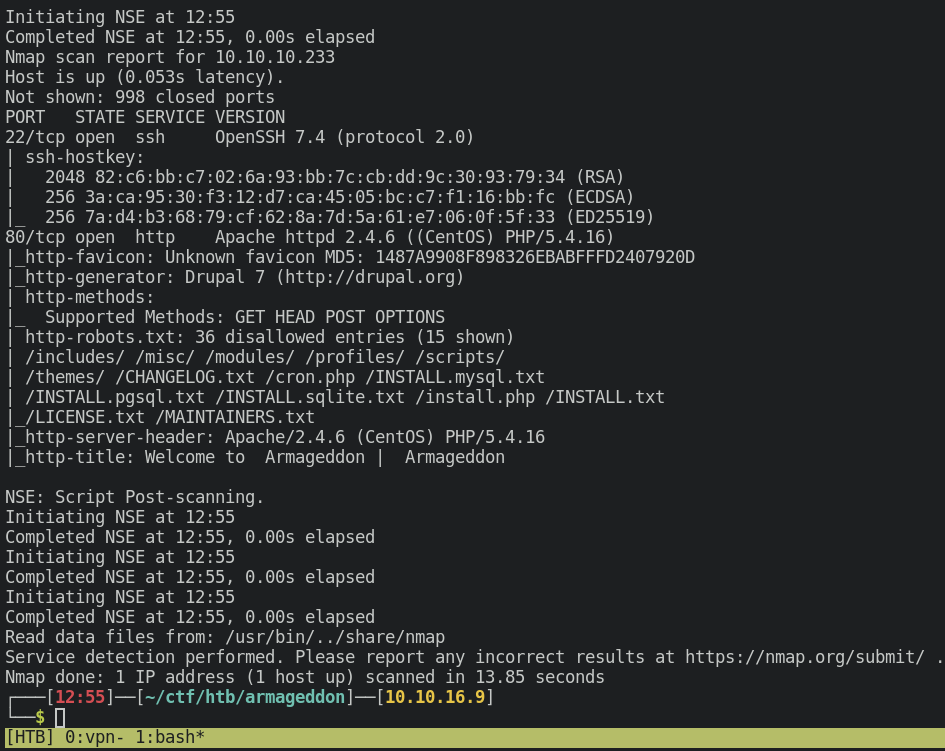 Initiating NSE at 12:55
Completed NSE at 12:55, 0.00s elapsed
Nmap scan report for 10.10.10.233
Host is up (0.053s latency).
Not shown: 998 closed ports
PORT   STATE SERVICE VERSION
22/tcp open  ssh     OpenSSH 7.4 (protocol 2.0)
| ssh-hostkey:
|   2048 82:c6:bb:c7:02:6a:93:bb:7c:cb:dd:9c:30:93:79:34 (RSA)
|   256 3a:ca:95:30:f3:12:d7:ca:45:05:bc:c7:f1:16:bb:fc (ECDSA)
|_  256 7a:d4:b3:68:79:cf:62:8a:7d:5a:61:e7:06:0f:5f:33 (ED25519)
80/tcp open  http    Apache httpd 2.4.6 ((CentOS) PHP/5.4.16)
|_http-favicon: Unknown favicon MD5: 1487A9908F898326EBABFFFD2407920D
|_http-generator: Drupal 7 (http://drupal.org)
| http-methods:
|_  Supported Methods: GET HEAD POST OPTIONS
| http-robots.txt: 36 disallowed entries (15 shown)
| /includes/ /misc/ /modules/ /profiles/ /scripts/
| /themes/ /CHANGELOG.txt /cron.php /INSTALL.mysql.txt
| /INSTALL.pgsql.txt /INSTALL.sqlite.txt /install.php /INSTALL.txt
|_/LICENSE.txt /MAINTAINERS.txt
|_http-server-header: Apache/2.4.6 (CentOS) PHP/5.4.16
|_http-title: Welcome to  Armageddon |  Armageddon

NSE: Script Post-scanning.
Initiating NSE at 12:55
Completed NSE at 12:55, 0.00s elapsed
Initiating NSE at 12:55
Completed NSE at 12:55, 0.00s elapsed
Initiating NSE at 12:55
Completed NSE at 12:55, 0.00s elapsed
Read data files from: /usr/bin/../share/nmap
Service detection performed. Please report any incorrect results at https://nmap.org/submit/ .
Nmap done: 1 IP address (1 host up) scanned in 13.85 seconds
┌───[12:55]──[~/ctf/htb/armageddon]──[10.10.16.9]
└──$
[HTB] 0:vpn- 1:bash*